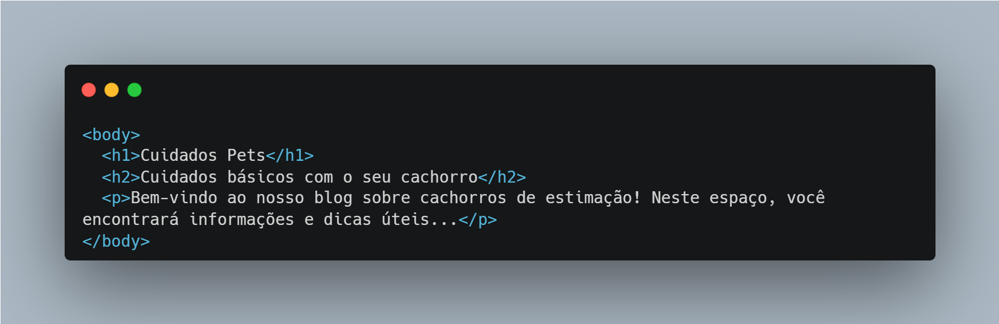 <body>
  <h1>Cuidados Pets</h1>
  <h2>Cuidados básicos com o seu cachorro</h2>
  <p>Bem-vindo ao nosso blog sobre cachorros de estimação! Neste espaço, você
encontrará informações e dicas úteis...</p>
</body>